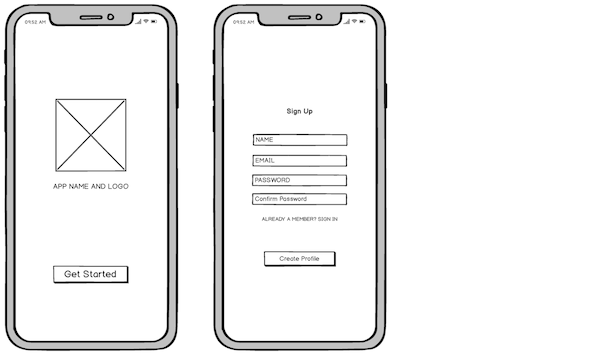 09:52 AM
APP NAME AND LOGO
Get Started
09:52 AM
Sign Up
NAME
EMAIL
PASSWORD
Confirm Password
ALREADY A MEMBER? SIGN IN
Create Profile